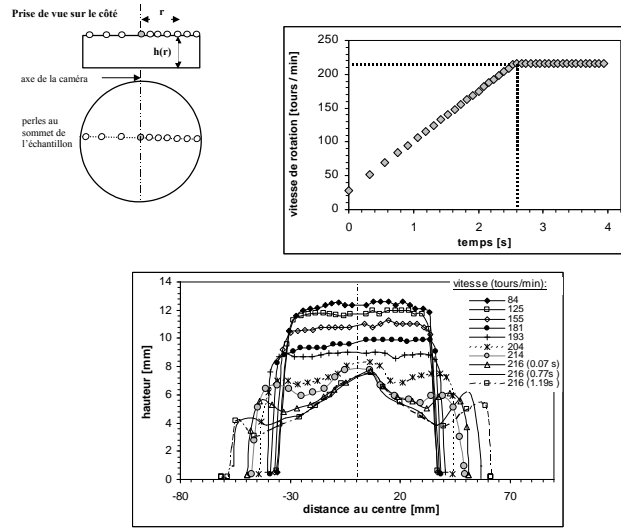 Prise de vue sur le côté
r
h(r)
axe de la caméra
perles au
sommet de
l'échantillon
vitesse de rotation [tours / min]
250
200
150
100
50
0
0 1 2 3 4
temps [s]
hauteur [mm]
14
12
10
8
6
4
2
0
-80 -30 20 70
distance au centre [mm]
vitesse (tours/min):
84
125
155
181
193
204
214
216 (0.07 s)
216 (0.77s)
216 (1.19s )